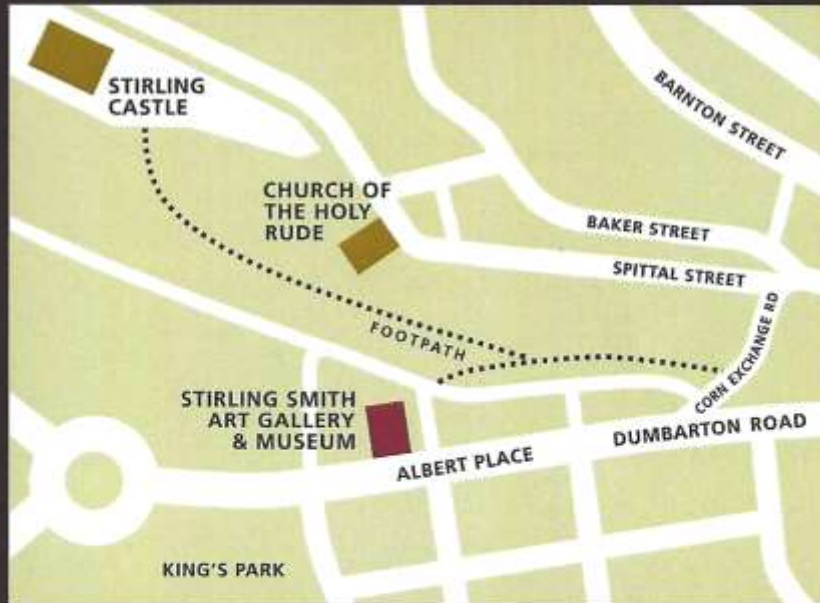 STIRLING
CASTLE
BARNTON STREET
CHURCH OF
THE HOLY
RUDE
BAKER STREET
SPITTAL STREET
FOOTPATH
CORN EXCHANGE RD
STIRLING SMITH
ART GALLERY
& MUSEUM
ALBERT PLACE
DUMBARTON ROAD
KING'S PARK